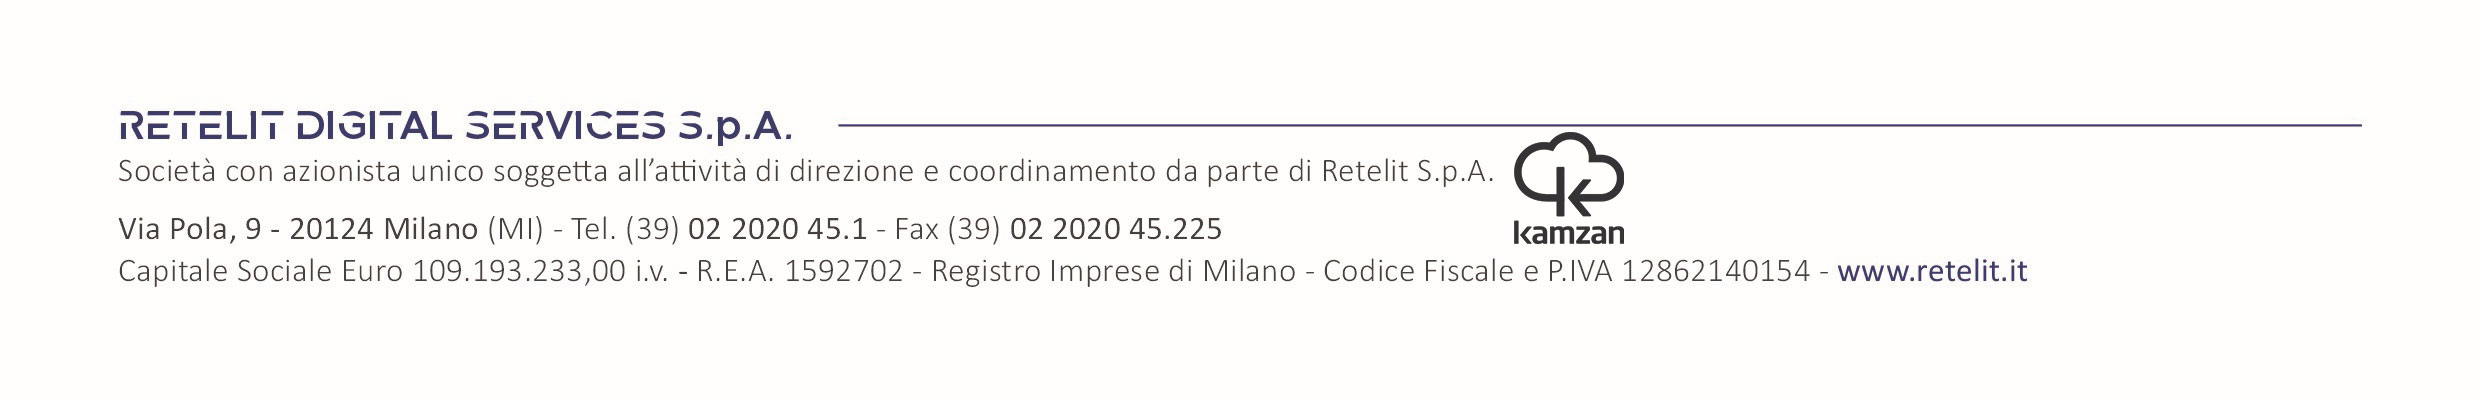 RETELIT DIGITAL SERVICES S.p.A.
Società con azionista unico soggetta all’attività di direzione e coordinamento da parte di Retelit S.p.A.
kamzan
Via Pola, 9 - 20124 Milano (MI) - Tel. (39) 02 2020 45.1 - Fax (39) 02 2020 45.225
Capitale Sociale Euro 109.193.233,00 i.v. - R.E.A. 1592702 - Registro Imprese di Milano - Codice Fiscale e P.IVA 12862140154 - www.retelit.it